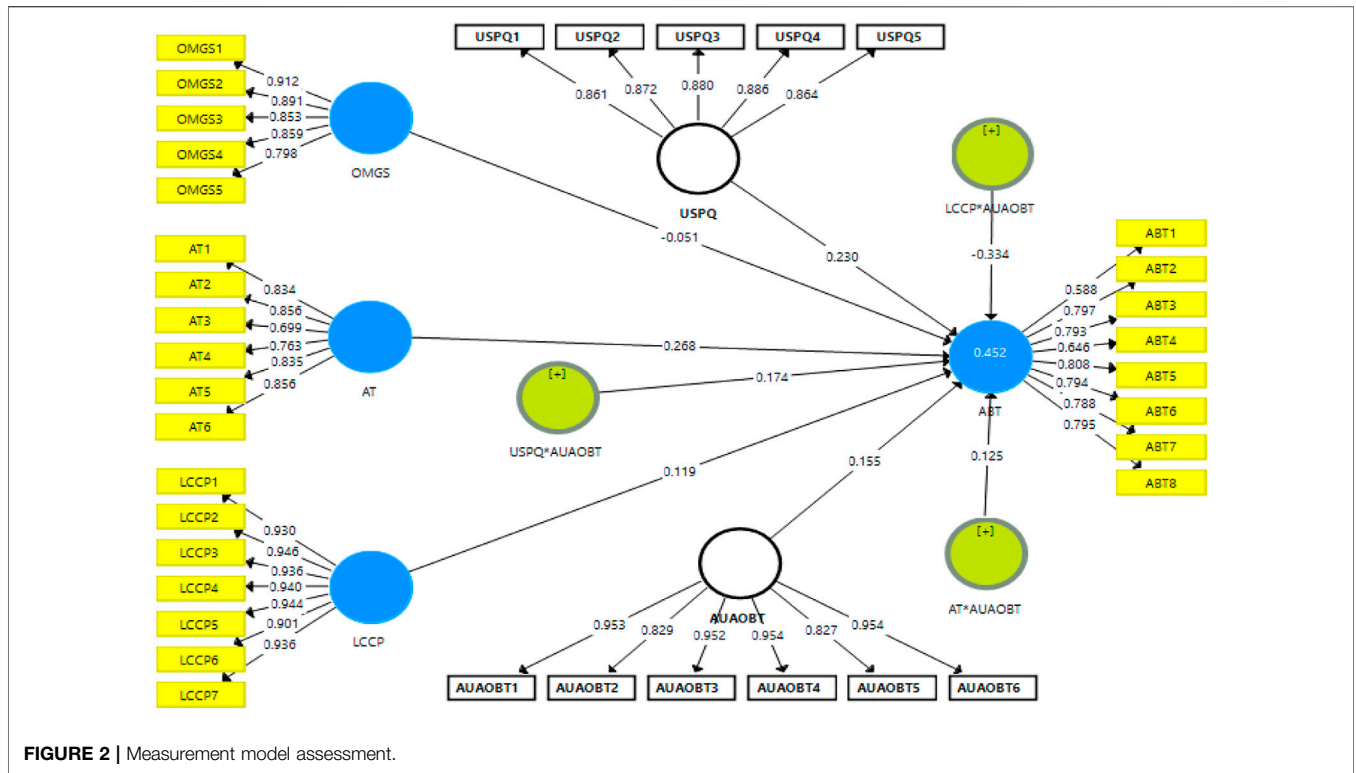 OMGS1
OMGS2
OMGS3
OMGS4
OMGS5
0.912
0.891
0.853
0.859
0.798
OMGS
USPQ1
USPQ2
USPQ3
USPQ4
USPQ5
0.861
0.872
0.880
0.886
0.864
USPQ
[+]
LCCP*AUAOBT
-0.051
0.230
-0.334
AT1
AT2
AT3
AT4
AT5
AT6
0.834
0.856
0.699
0.763
0.835
0.856
AT
0.268
[+]
USPQ*AUAOBT
0.174
0.452
ABT
ABT1
ABT2
ABT3
ABT4
ABT5
ABT6
ABT7
ABT8
0.588
0.797
0.793
0.646
0.808
0.794
0.788
0.795
LCCP1
LCCP2
LCCP3
LCCP4
LCCP5
LCCP6
LCCP7
0.930
0.946
0.936
0.940
0.944
0.901
0.936
LCCP
0.119
0.155
0.125
[+]
AT*AUAOBT
AUAOBT
0.953
0.829
0.952
0.954
0.827
0.954
AUAOBT1
AUAOBT2
AUAOBT3
AUAOBT4
AUAOBT5
AUAOBT6
FIGURE 2 | Measurement model assessment.